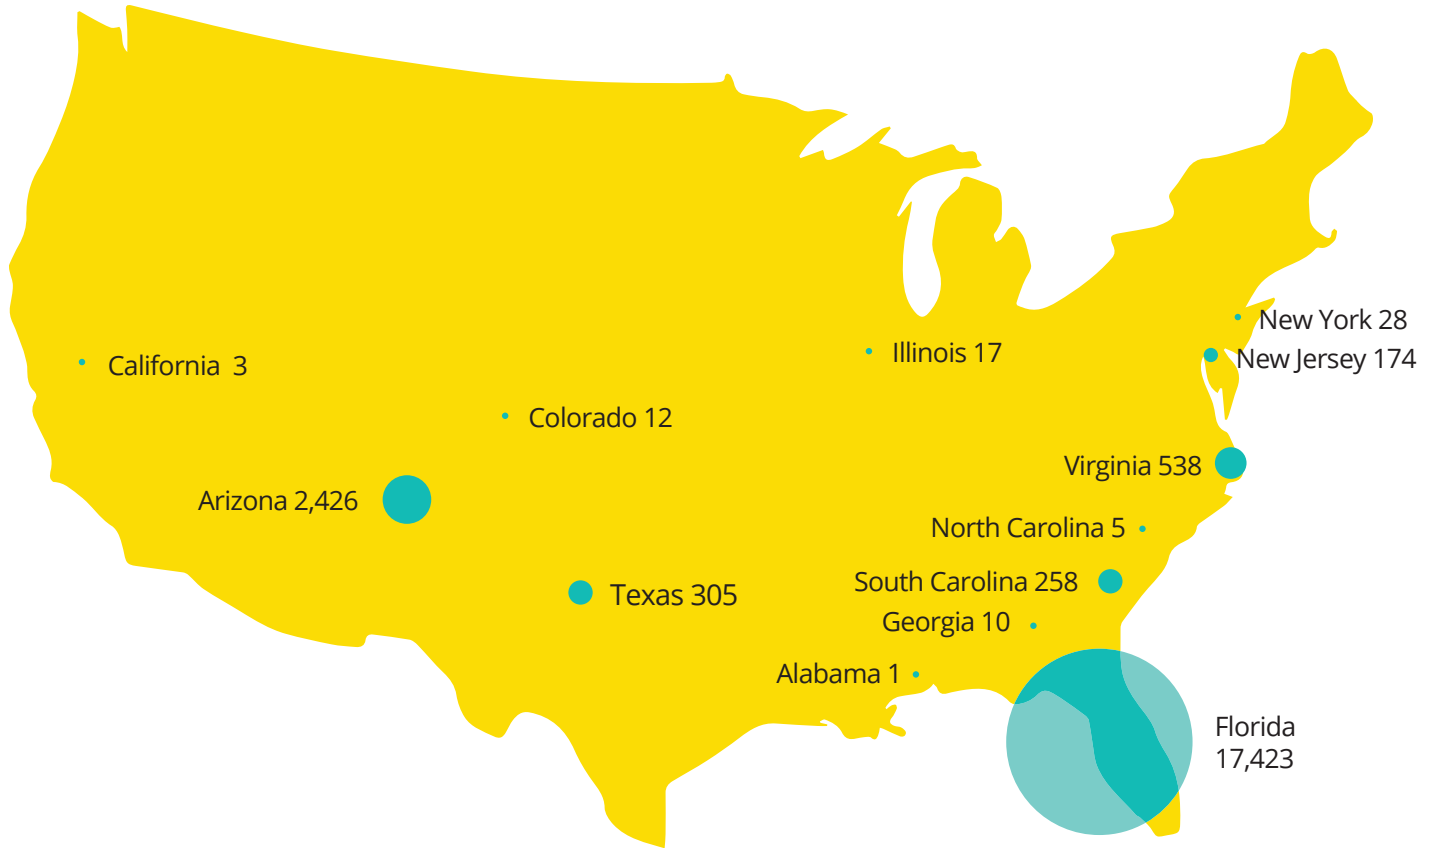 New York 28
Illinois 17
New Jersey 174
California 3
Colorado 12
Virginia 538
Arizona 2,426
North Carolina 5
South Carolina 258
Texas 305
Georgia 10
Alabama 1
Florida
17,423